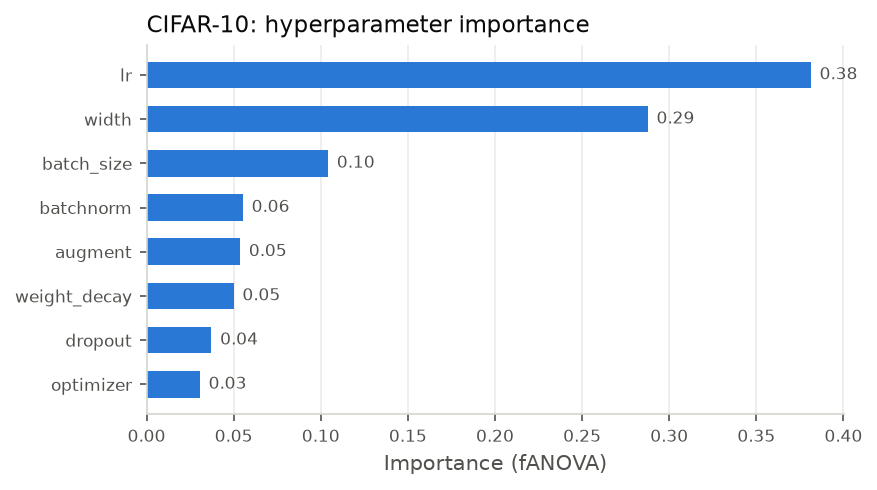 CIFAR-10: hyperparameter importance
lr 0.38
width 0.29
batch_size 0.10
batchnorm 0.06
augment 0.05
weight_decay 0.05
dropout 0.04
optimizer 0.03
0.00 0.05 0.10 0.15 0.20 0.25 0.30 0.35 0.40
Importance (fANOVA)